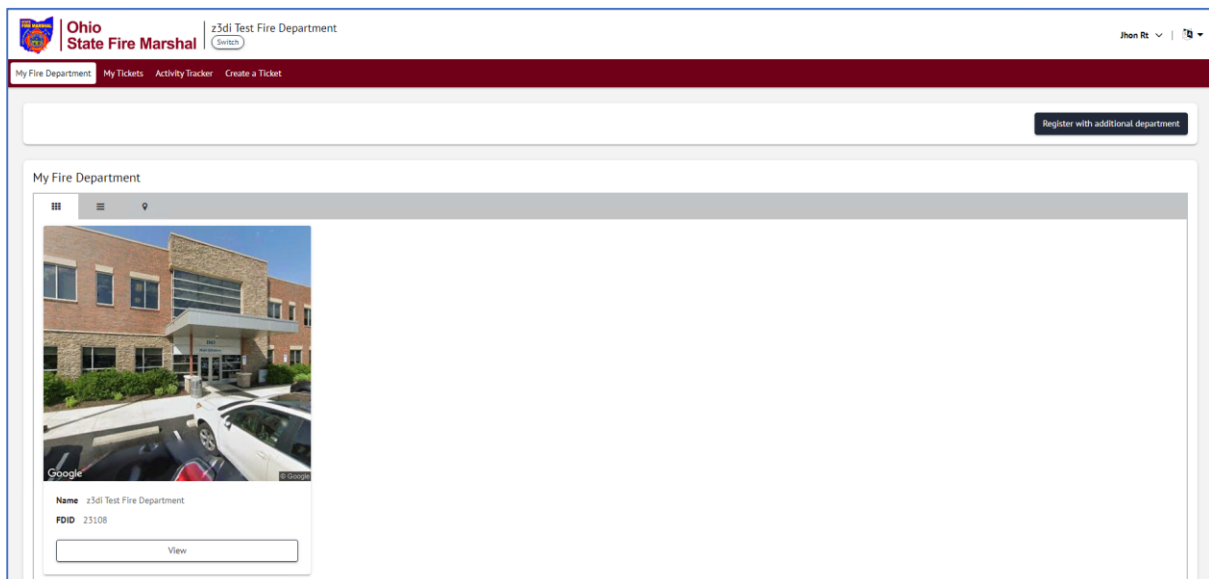 Ohio
State Fire Marshal
z3di Test Fire Department
Switch
Jhon Rt
My Fire Department My Tickets Activity Tracker Create a Ticket
Register with additional department
My Fire Department
Google
© Google
Name z3di Test Fire Department
FDID 23108
View